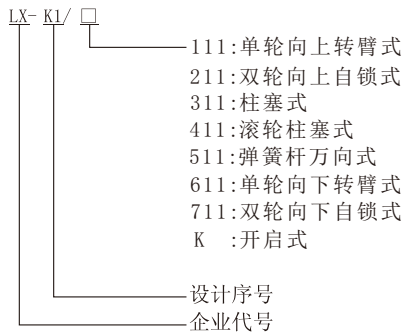 LX- K1/ □
111:单轮向上转臂式
211:双轮向上自锁式
311:柱塞式
411:滚轮柱塞式
511:弹簧杆万向式
611:单轮向下转臂式
711:双轮向下自锁式
K :开启式
设计序号
企业代号